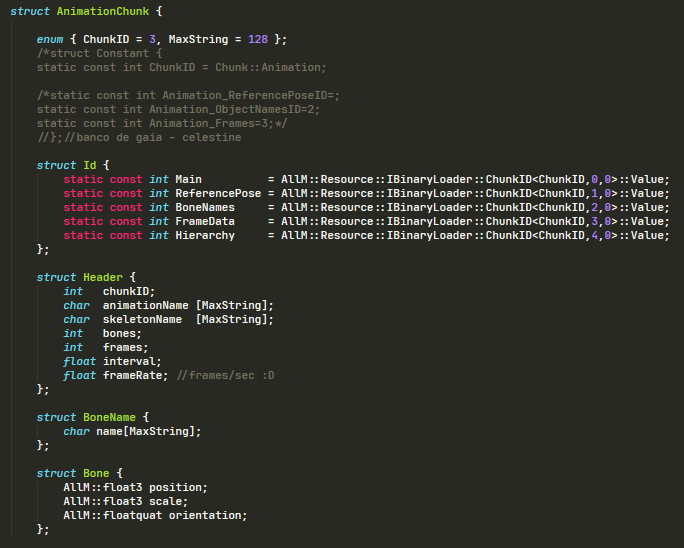 struct AnimationChunk {
enum { ChunkID = 3, MaxString = 128 };
/*struct Constant {
static const int ChunkID = Chunk::Animation;
/*static const int Animation_ReferencePoseID=;
static const int Animation_ObjectNamesID=2;
static const int Animation_Frames=3;*/
//};//banco de gaia - celestine
struct Id {
static const int Main = AllM::Resource::IBinaryLoader::ChunkID<ChunkID,0,0>::Value;
static const int ReferencePose = AllM::Resource::IBinaryLoader::ChunkID<ChunkID,1,0>::Value;
static const int BoneNames = AllM::Resource::IBinaryLoader::ChunkID<ChunkID,2,0>::Value;
static const int FrameData = AllM::Resource::IBinaryLoader::ChunkID<ChunkID,3,0>::Value;
static const int Hierarchy = AllM::Resource::IBinaryLoader::ChunkID<ChunkID,4,0>::Value;
};
struct Header {
int chunkID;
char animationName [MaxString];
char skeletonName [MaxString];
int bones;
int frames;
float interval;
float frameRate; //frames/sec :D
};
struct BoneName {
char name[MaxString];
};
struct Bone {
AllM::float3 position;
AllM::float3 scale;
AllM::floatquat orientation;
};